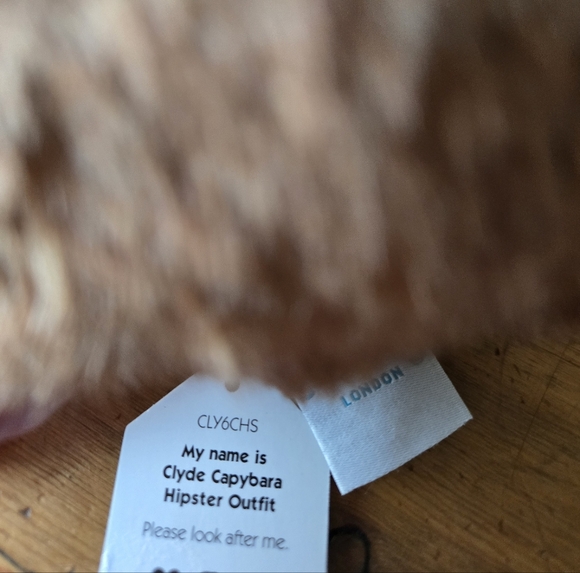 CLY6CHS
My name is
Clyde Capybara
Hipster Outfit
Please look after me.
LONDON